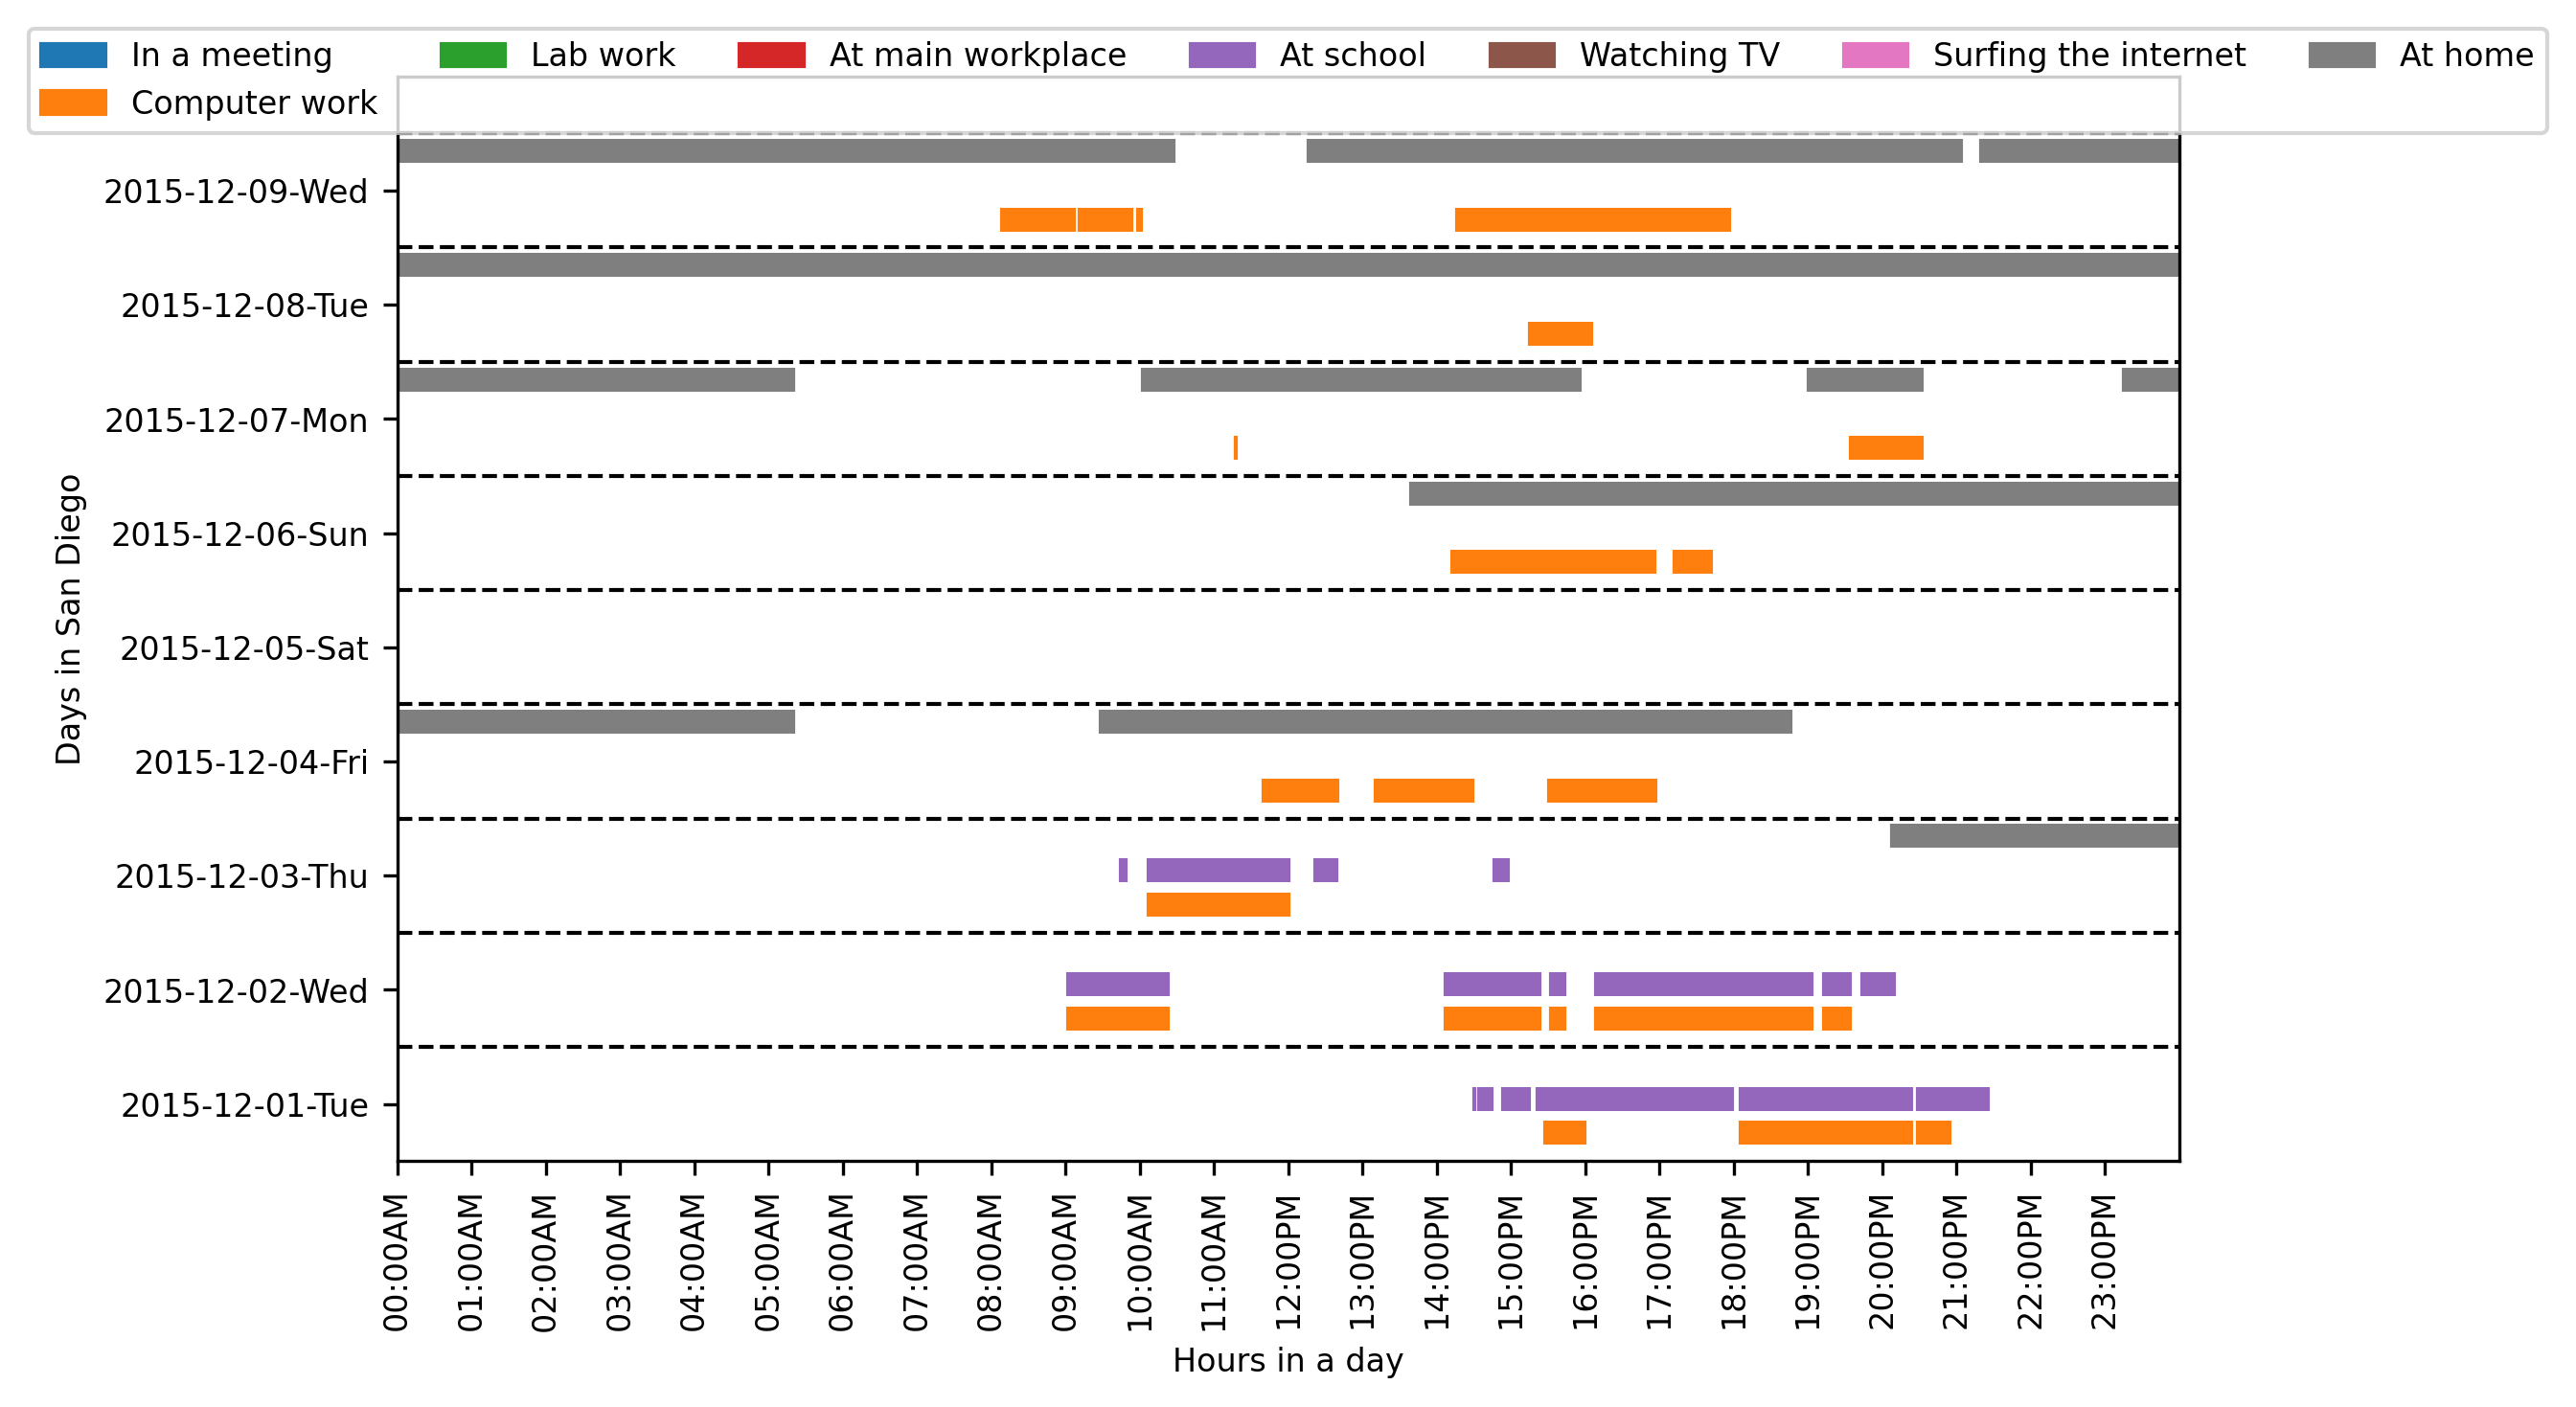 In a meeting Lab work At main workplace At school Watching TV Surfing the internet At home
Computer work
2015-12-09-Wed
2015-12-08-Tue
2015-12-07-Mon
2015-12-06-Sun
2015-12-05-Sat
2015-12-04-Fri
2015-12-03-Thu
2015-12-02-Wed
2015-12-01-Tue
Days in San Diego
00:00AM
01:00AM
02:00AM
03:00AM
04:00AM
05:00AM
06:00AM
07:00AM
08:00AM
09:00AM
10:00AM
11:00AM
12:00PM
13:00PM
14:00PM
15:00PM
16:00PM
17:00PM
18:00PM
19:00PM
20:00PM
21:00PM
22:00PM
23:00PM
Hours in a day